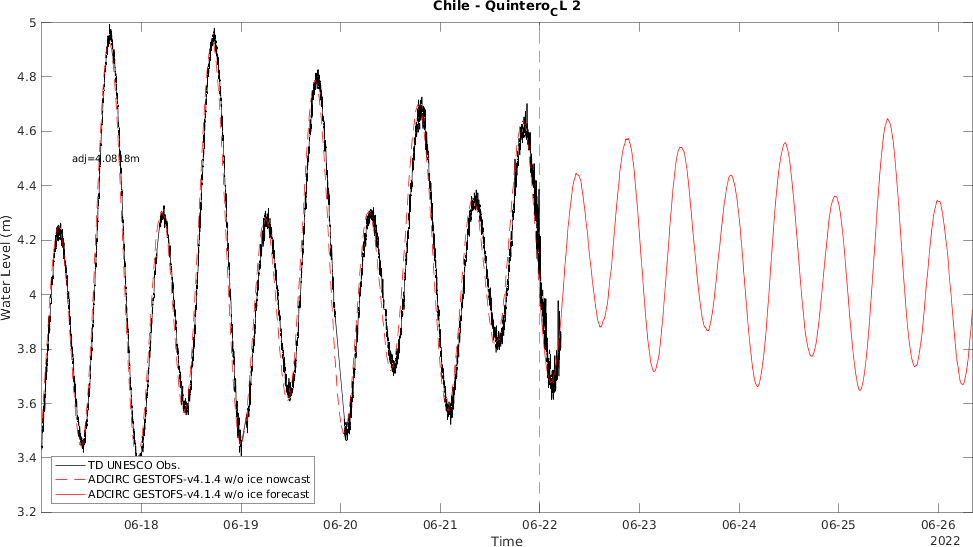 Chile - Quintero_CL 2
5
4.8
4.6
4.4
4.2
4
3.8
3.6
3.4
3.2
Water Level (m)
adj=4.0818m
TD UNESCO Obs.
ADCIRC GESTOFS-v4.1.4 w/o ice nowcast
ADCIRC GESTOFS-v4.1.4 w/o ice forecast
06-18 06-19 06-20 06-21 06-22 06-23 06-24 06-25 06-26
Time
2022